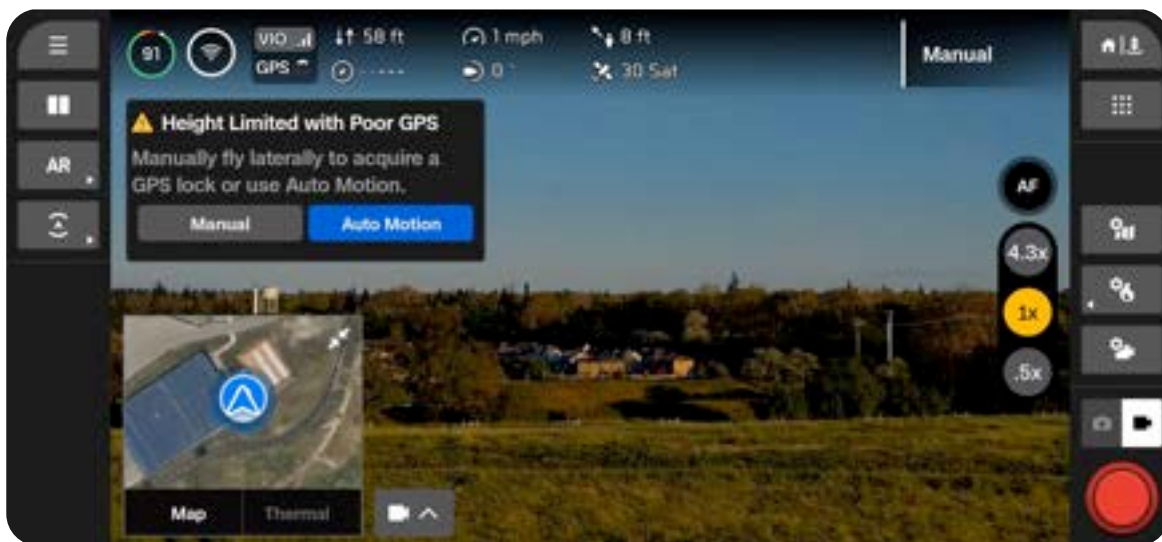 91
VIO
GPS
58 ft
1 mph
8 ft
-----
0°
30 Sat
Manual
Height Limited with Poor GPS
Manually fly laterally to acquire a
GPS lock or use Auto Motion.
Manual
Auto Motion
AR
AF
4.3x
1x
.5x
Map
Thermal